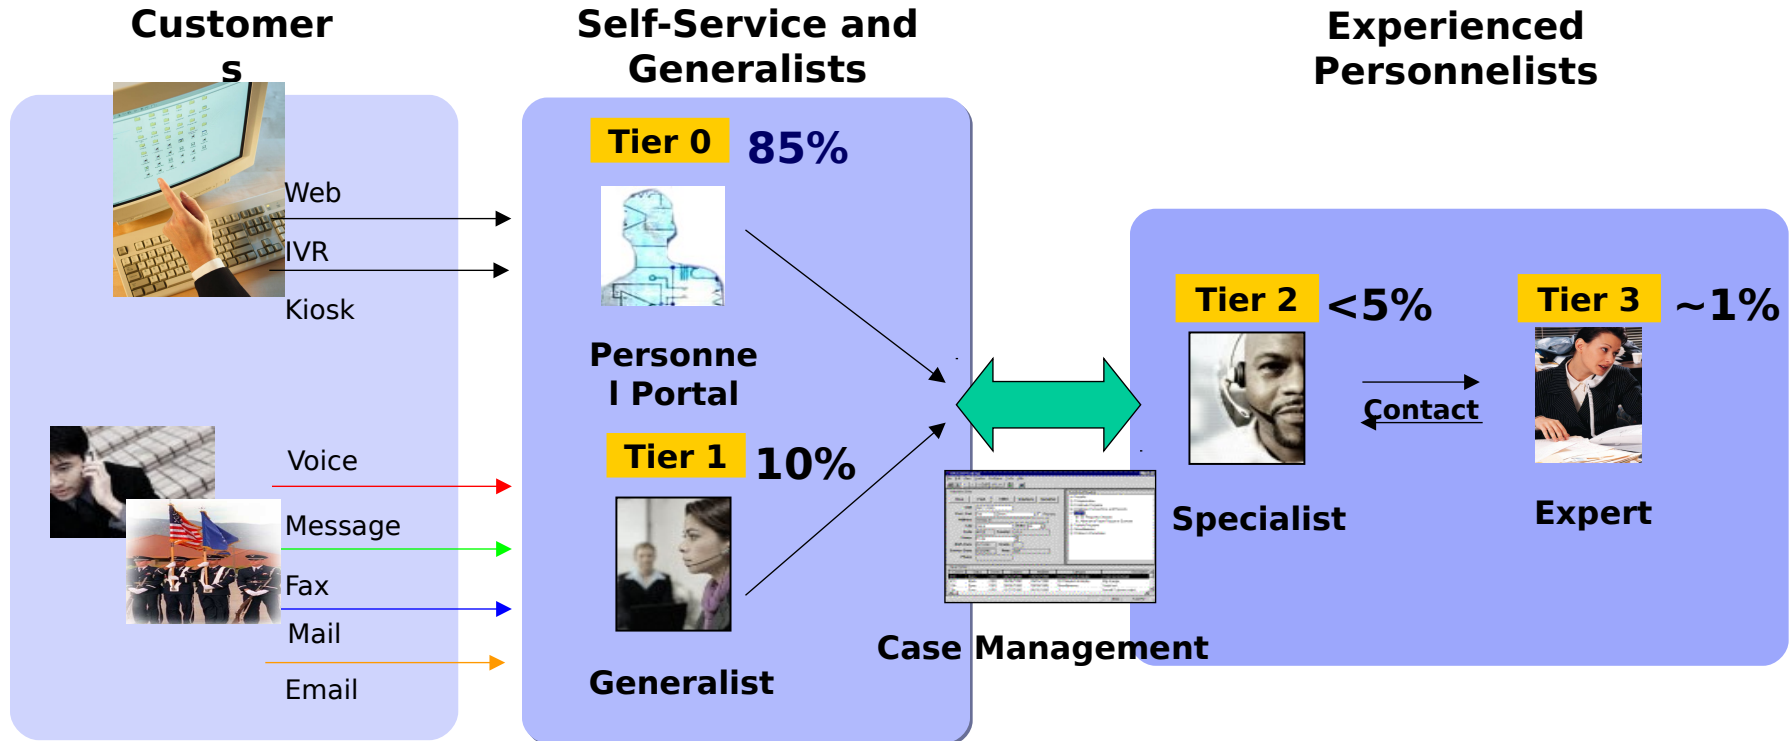 Customer
s
Self-Service and
Generalists
Experienced
Personnelists
Web
IVR
Kiosk
Voice
Message
Fax
Mail
Email
Tier 0
85%
Personne
l Portal
Tier 1
10%
Generalist
Case Management
Tier 2
<5%
Specialist
Contact
Tier 3
~1%
Expert